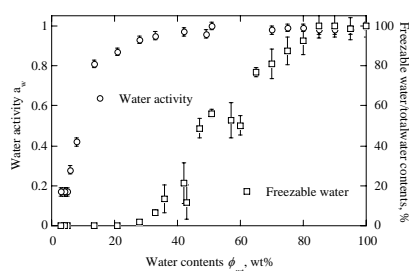 Water activity a_w
1
0.8
0.6
0.4
0.2
0
Water activity
Freezable water
100
80
60
40
20
0
Freezable water/totalwater contents, %
0 20 40 60 80 100
Water contents ϕ , wt%